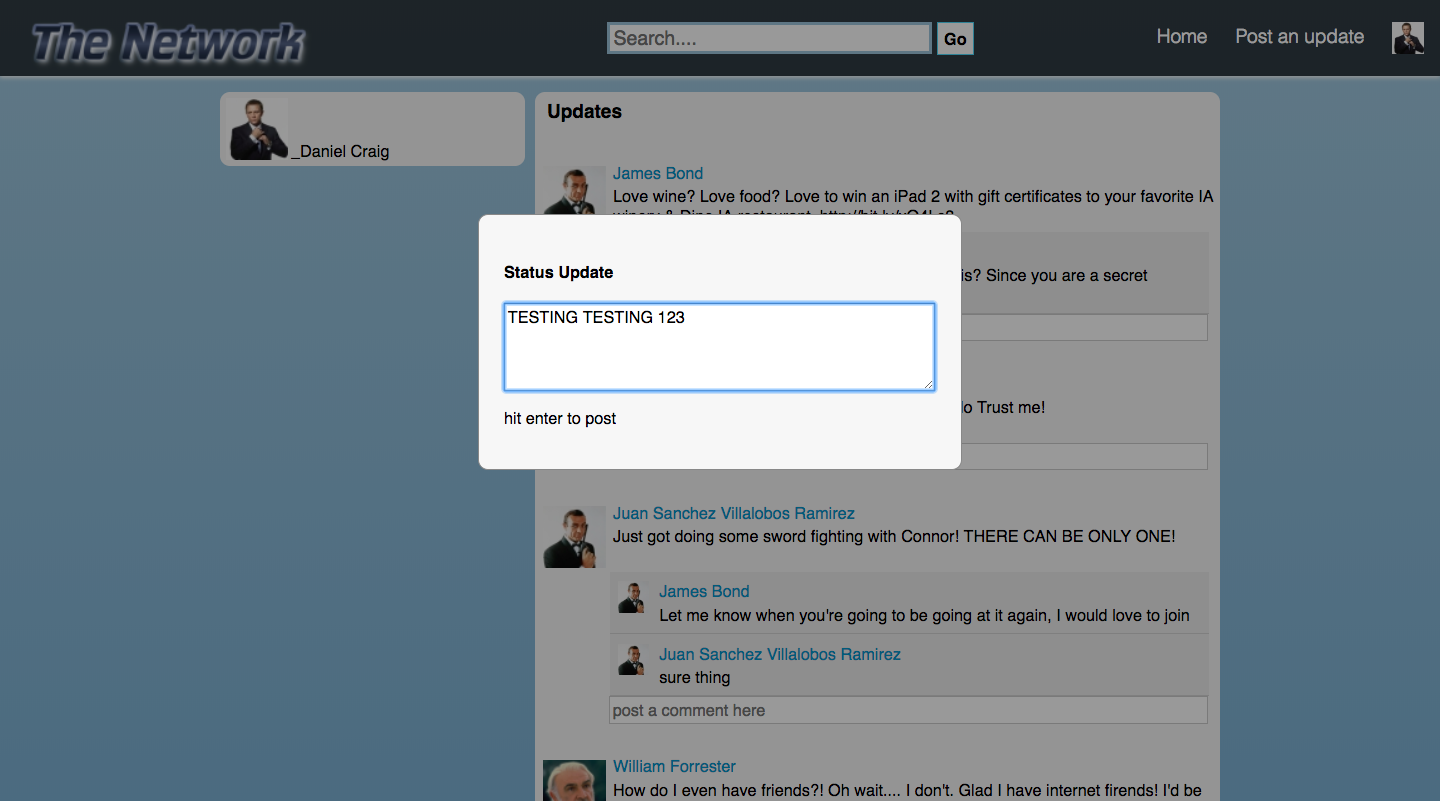 The Network
Search....
Go
Home
Post an update
_Daniel Craig
Updates
James Bond
Love wine? Love food? Love to win an iPad 2 with gift certificates to your favorite IA
is? Since you are a secret
Status Update
TESTING TESTING 123
hit enter to post
lo Trust me!
Juan Sanchez Villalobos Ramirez
Just got doing some sword fighting with Connor! THERE CAN BE ONLY ONE!
James Bond
Let me know when you're going to be going at it again, I would love to join
Juan Sanchez Villalobos Ramirez
sure thing
post a comment here
William Forrester
How do I even have friends?! Oh wait.... I don't. Glad I have internet firends! I'd be